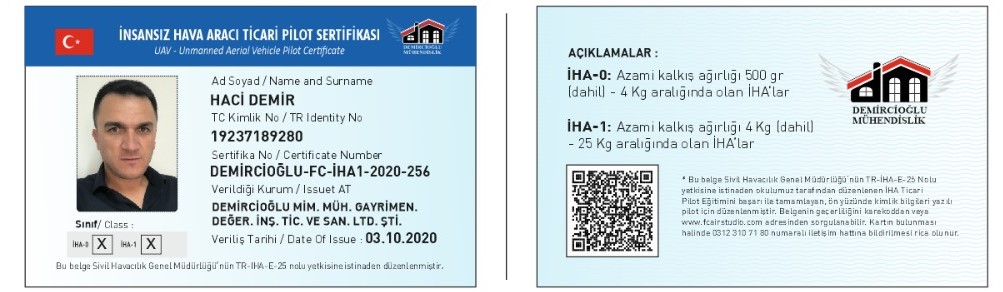 İNSANSIZ HAVA ARACI TİCARİ PİLOT SERTİFİKASI
UAV - Unmanned Aerial Vehicle Pilot Certificate
DEMİRCİOĞLU
MÜHENDİSLİK
Ad Soyad / Name and Surname
HACİ DEMİR
TC Kimlik No / TR Identity No
19237189280
Sertifika No / Certificate Number
DEMİRCİOĞLU-FC-İHA1-2020-256
Verildiği Kurum / Issuet AT
DEMİRCİOĞLU MİM. MÜH. GAYRİMEN.
DEĞER. İNŞ. TİC. VE SAN. LTD. ŞTİ.
Veriliş Tarihi / Date Of Issue : 03.10.2020
Sınıf/ Class :
İHA-0 X İHA-1 X
Bu belge Sivil Havacılık Genel Müdürlüğü'nün TR-IHA-E-25 nolu yetkisine istinaden düzenlenmiştir.
AÇIKLAMALAR :
İHA-0: Azami kalkış ağırlığı 500 gr
(dahil) - 4 Kg aralığında olan İHA'lar
İHA-1: Azami kalkış ağırlığı 4 Kg (dahil)
- 25 Kg aralığında olan İHA'lar
DEMİRCİOĞLU
MÜHENDİSLİK
* Bu belge Sivil Havacılık Genel Müdürlüğü'nün TR-İHA-E-25 Nolu
yetkisine istinaden okulumuz tarafından düzenlenen İHA Ticari
Pilot Eğitimini başarı ile tamamlayan, ön yüzünde kimlik bilgileri yazılı
pilot için düzenlenmiştir. Belgenin geçerliliğini karekoddan veya
www.fcairstudio.com adresinden sorgulanabilir. Kartın bulunması
halinde 0312 310 71 80 numaralı iletişim hattına bildirilmesi rica olunur.